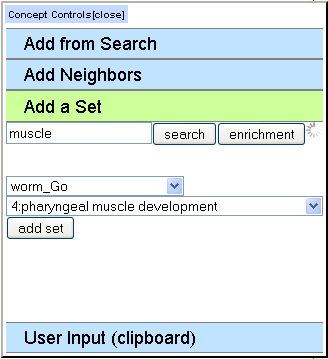 Concept Controls[close]
Add from Search
Add Neighbors
Add a Set
muscle search enrichment
worm_Go
4:pharyngeal muscle development
add set
User Input (clipboard)